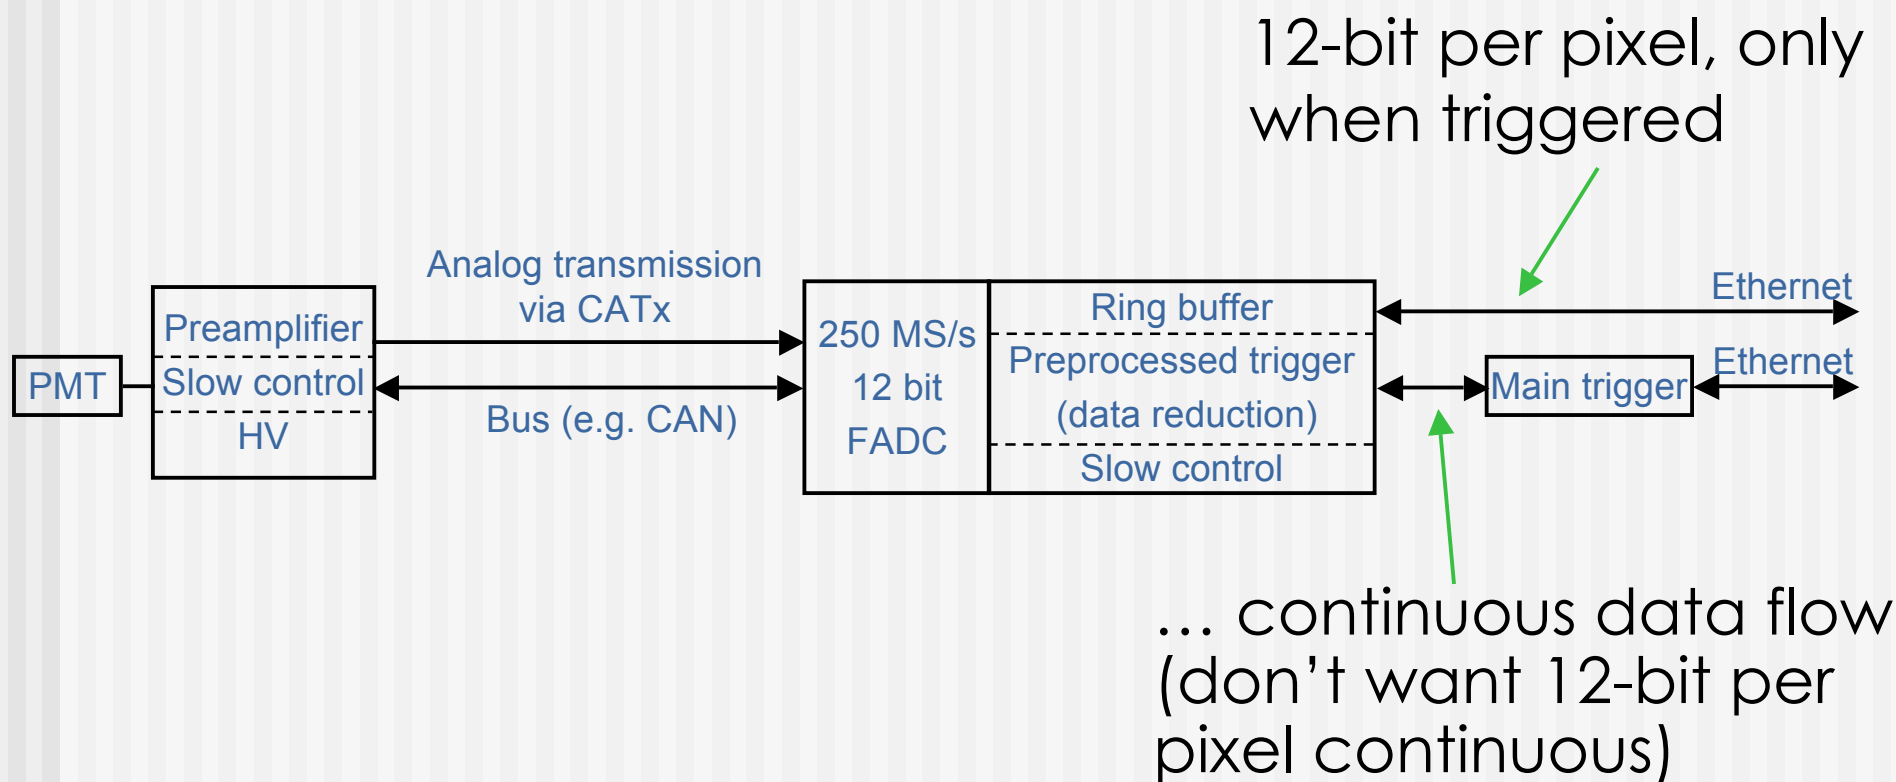 12-bit per pixel, only
when triggered
Analog transmission
via CATx
Ethernet
Preamplifier
Slow control
HV
PMT
Bus (e.g. CAN)
250 MS/s
12 bit
FADC
Ring buffer
Preprocessed trigger
(data reduction)
Slow control
Main trigger
Ethernet
… continuous data flow
(don’t want 12-bit per
pixel continuous)